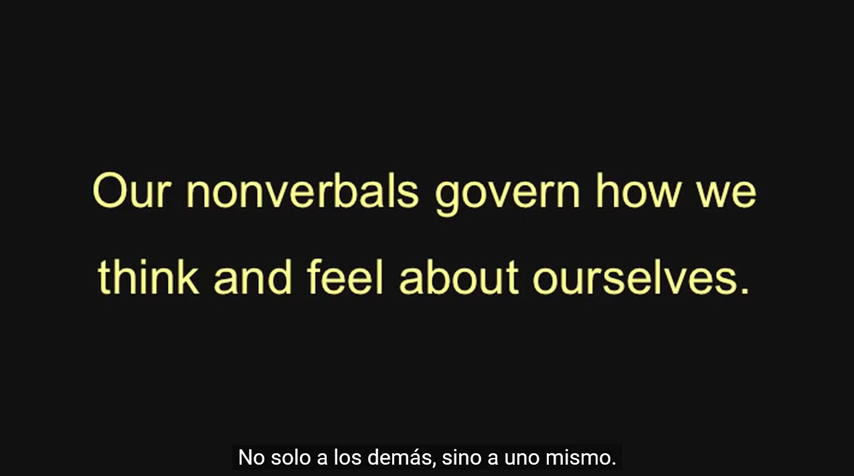 Our nonverbals govern how we
think and feel about ourselves.
No solo a los demás, sino a uno mismo.